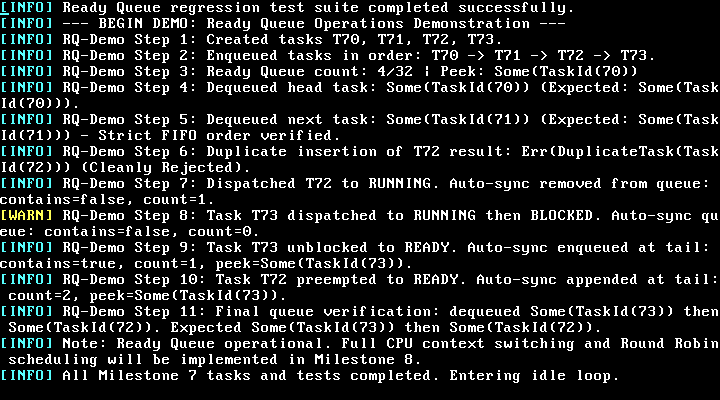 [INFO] Ready Queue regression test suite completed successfully.
[INFO] --- BEGIN DEMO: Ready Queue Operations Demonstration ---
[INFO] RQ-Demo Step 1: Created tasks T70, T71, T72, T73.
[INFO] RQ-Demo Step 2: Enqueued tasks in order: T70 -> T71 -> T72 -> T73.
[INFO] RQ-Demo Step 3: Ready Queue count: 4/32 | Peek: Some(TaskId(70))
[INFO] RQ-Demo Step 4: Dequeued head task: Some(TaskId(70)) (Expected: Some(Task
Id(70))).
[INFO] RQ-Demo Step 5: Dequeued next task: Some(TaskId(71)) (Expected: Some(Task
Id(71))) - Strict FIFO order verified.
[INFO] RQ-Demo Step 6: Duplicate insertion of T72 result: Err(DuplicateTask(Task
Id(72))) (Cleanly Rejected).
[INFO] RQ-Demo Step 7: Dispatched T72 to RUNNING. Auto-sync removed from queue:
contains=false, count=1.
[WARN] RQ-Demo Step 8: Task T73 dispatched to RUNNING then BLOCKED. Auto-sync qu
eue: contains=false, count=0.
[INFO] RQ-Demo Step 9: Task T73 unblocked to READY. Auto-sync enqueued at tail:
contains=true, count=1, peek=Some(TaskId(73)).
[INFO] RQ-Demo Step 10: Task T72 preempted to READY. Auto-sync appended at tail:
count=2, peek=Some(TaskId(73)).
[INFO] RQ-Demo Step 11: Final queue verification: dequeued Some(TaskId(73)) then
Some(TaskId(72)). Expected Some(TaskId(73)) then Some(TaskId(72)).
[INFO] Note: Ready Queue operational. Full CPU context switching and Round Robin
scheduling will be implemented in Milestone 8.
[INFO] All Milestone 7 tasks and tests completed. Entering idle loop.